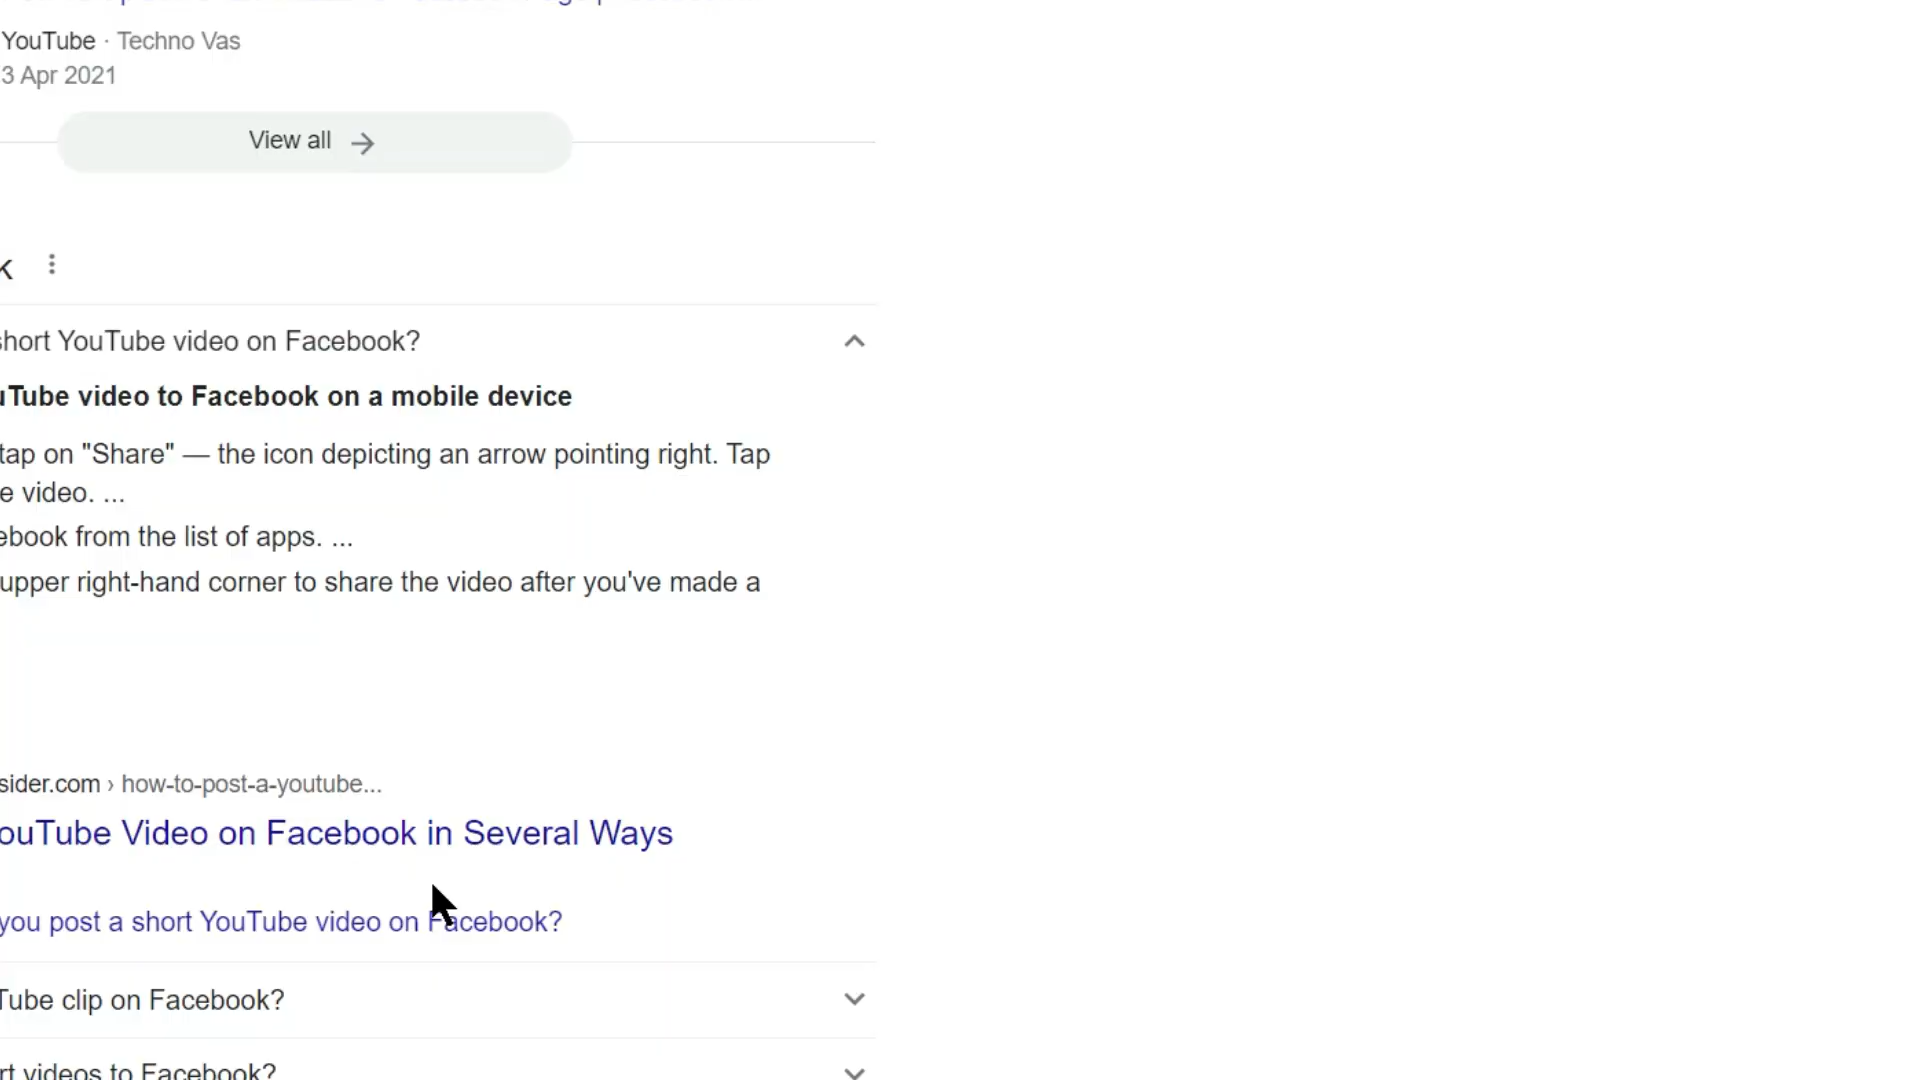 YouTube · Techno Vas
3 Apr 2021
View all
k
short YouTube video on Facebook?
uTube video to Facebook on a mobile device
tap on "Share" — the icon depicting an arrow pointing right. Tap
e video. ...
ebook from the list of apps. ...
upper right-hand corner to share the video after you've made a
sider.com › how-to-post-a-youtube...
ouTube Video on Facebook in Several Ways
you post a short YouTube video on Facebook?
Tube clip on Facebook?
rt videos to Facebook?